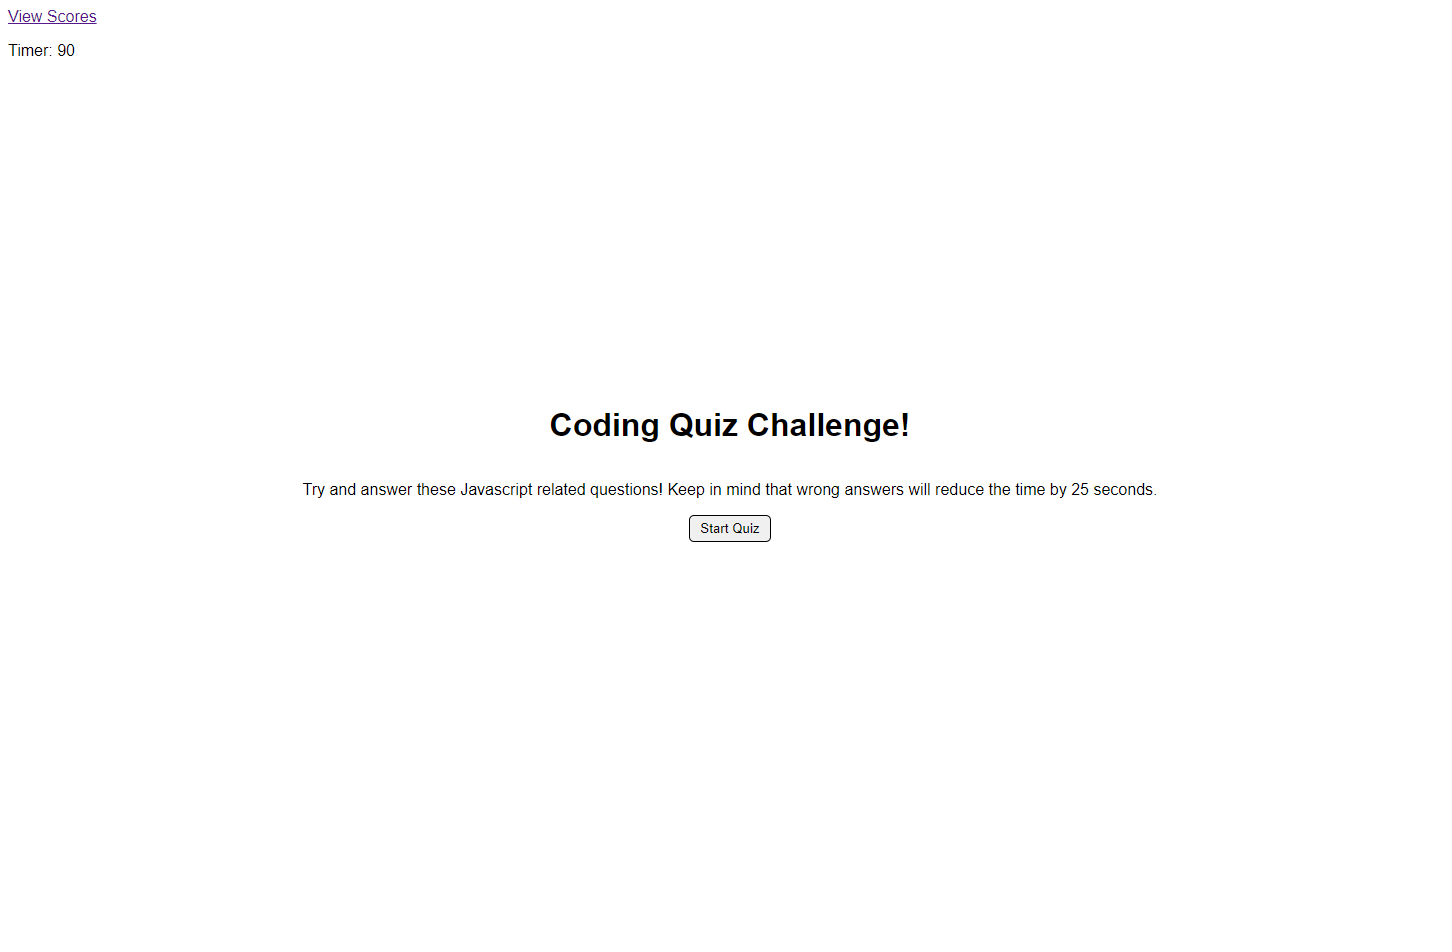 View Scores
Timer: 90
Coding Quiz Challenge!
Try and answer these Javascript related questions! Keep in mind that wrong answers will reduce the time by 25 seconds.
Start Quiz